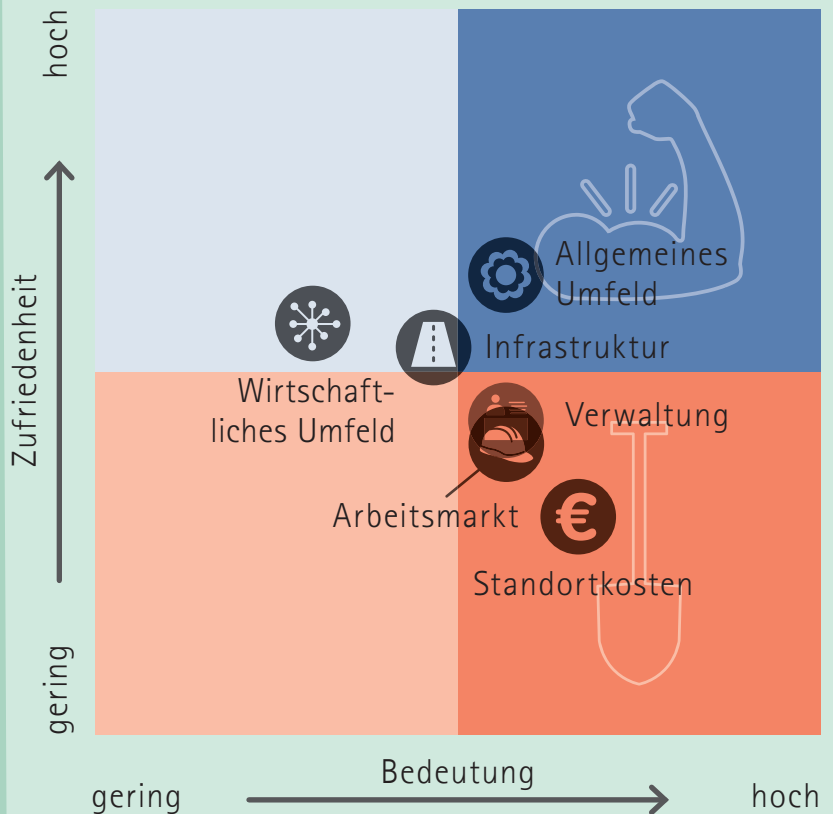 hoch
Zufriedenheit
gering
Allgemeines
Umfeld
Infrastruktur
Wirtschaft-
liches Umfeld
Verwaltung
Arbeitsmarkt
€
Standortkosten
Bedeutung
gering
hoch